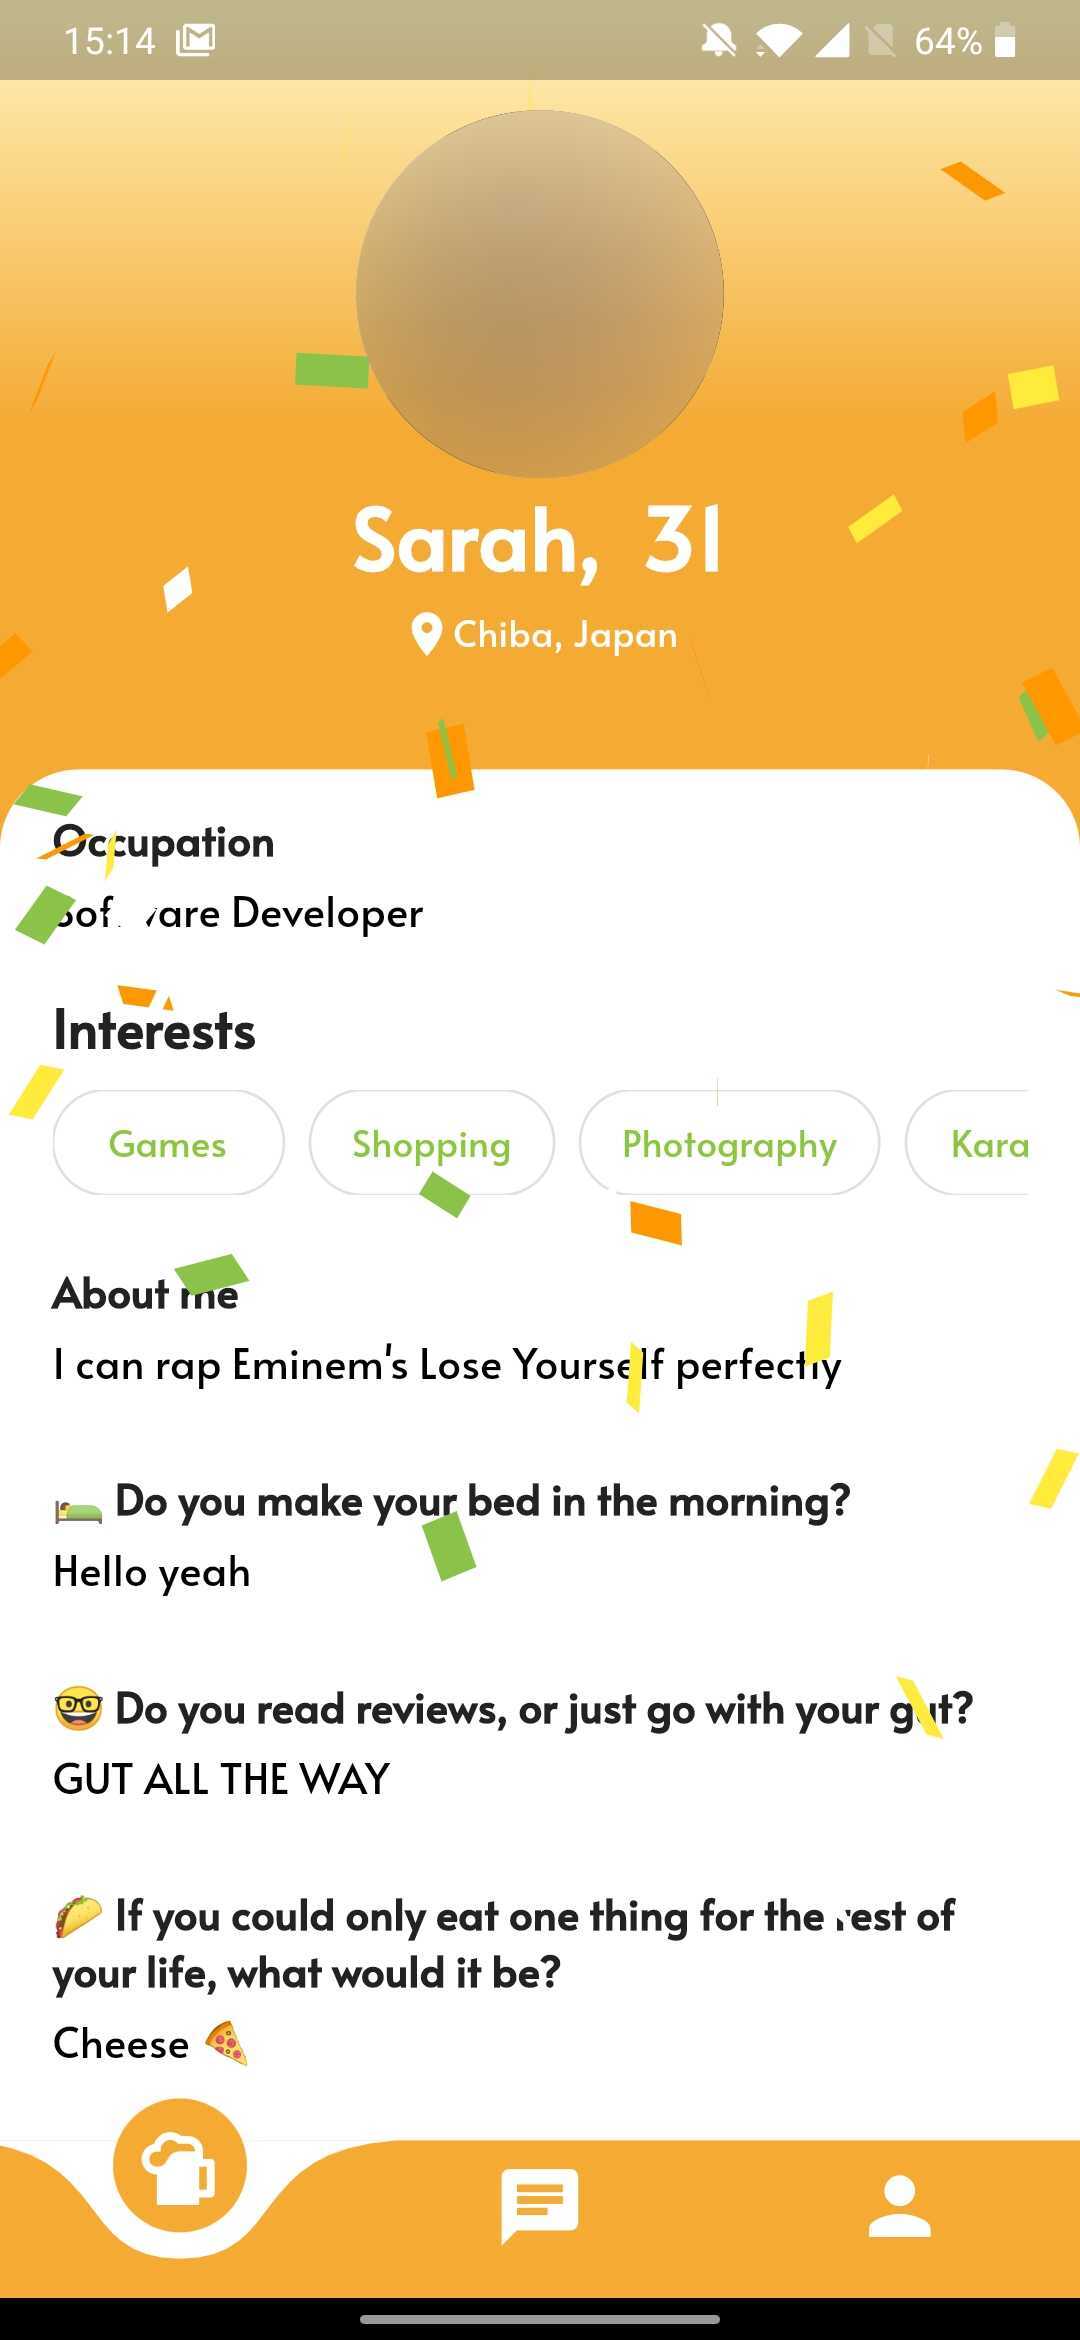 15:14 64%
Sarah, 31
Chiba, Japan
Occupation
Developer
Interests
Games Shopping Photography Kara
About me
I can rap Eminem's Lose Yourself perfectly
Do you make your bed in the morning?
Hello yeah
Do you read reviews, or just go with your gut?
GUT ALL THE WAY
If you could only eat one thing for the rest of
your life, what would it be?
Cheese